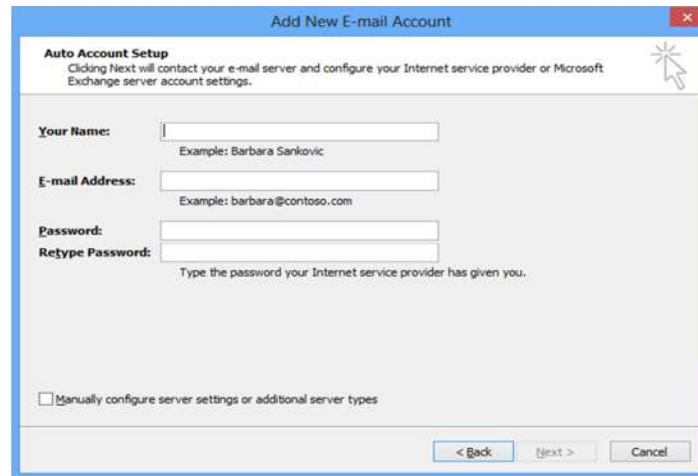 Add New E-mail Account
Auto Account Setup
Clicking Next will contact your e-mail server and configure your Internet service provider or Microsoft
Exchange server account settings.
Your Name:
Example: Barbara Sankovic
E-mail Address:
Example: barbara@contoso.com
Password:
Retype Password:
Type the password your Internet service provider has given you.
Manually configure server settings or additional server types
< Back Next > Cancel